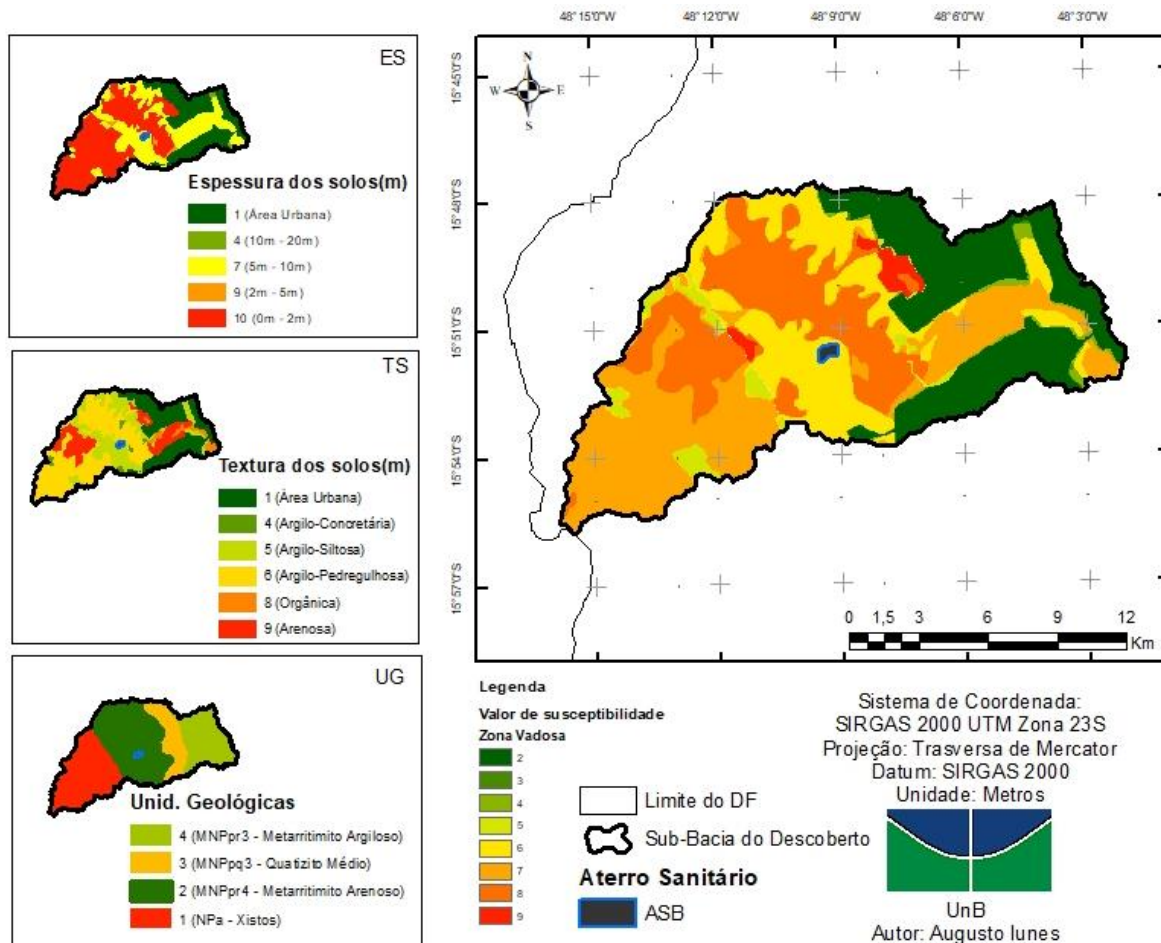 ES
Espessura dos solos(m)
1 (Área Urbana)
4 (10m - 20m)
7 (5m - 10m)
9 (2m - 5m)
10 (0m - 2m)
TS
Textura dos solos(m)
1 (Área Urbana)
4 (Argilo-Concretária)
5 (Argilo-Siltosa)
6 (Argilo-Pedregulhosa)
8 (Orgânica)
9 (Arenosa)
UG
Unid. Geológicas
4 (MNPpr3 - Metarritimito Argiloso)
3 (MNPpq3 - Quatizito Médio)
2 (MNPpr4 - Metarritimito Arenoso)
1 (NPa - Xistos)
48°15'0"W 48°12'0"W 48°9'0"W 48°6'0"W 48°3'0"W
15°45'0"S
15°48'0"S
15°51'0"S
15°54'0"S
15°57'0"S
N
W E
S
0 1,5 3 6 9 12
Km
Legenda
Valor de susceptibilidade
Zona Vadosa
2
3
4
5
6
7
8
9
Limite do DF
Sub-Bacia do Descoberto
Aterro Sanitário
ASB
Sistema de Coordenada:
SIRGAS 2000 UTM Zona 23S
Projeção: Trasversa de Mercator
Datum: SIRGAS 2000
Unidade: Metros
UnB
Autor: Augusto Iunes